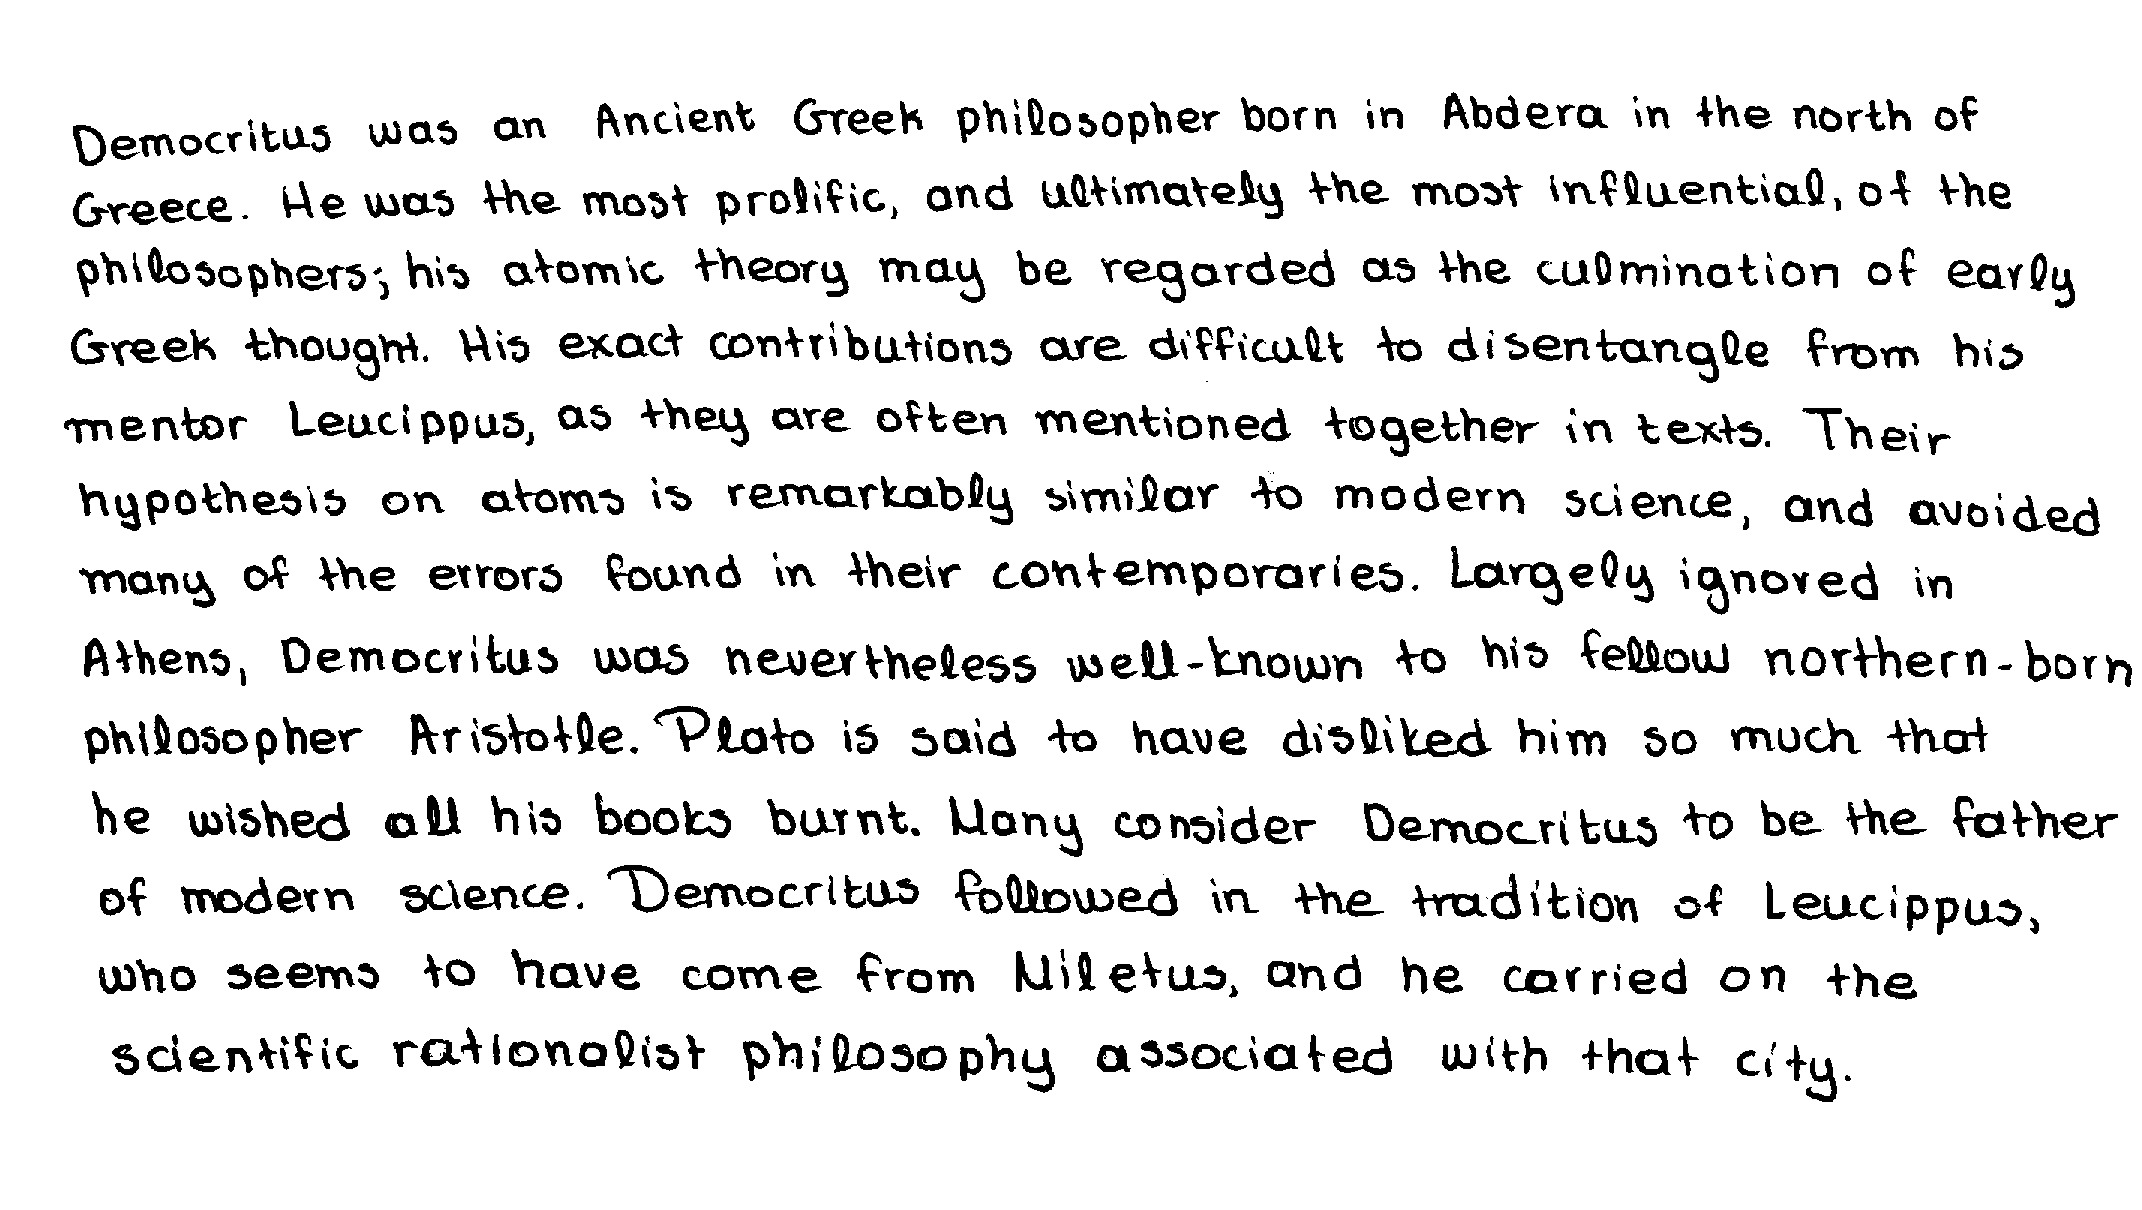 Democritus was an Ancient Greek philosopher born in Abdera in the north of
Greece. He was the most prolific, and ultimately the most influential, of the
philosophers; his atomic theory may be regarded as the culmination of early
Greek thought. His exact contributions are difficult to disentangle from his
mentor Leucippus, as they are often mentioned together in texts. Their
hypothesis on atoms is remarkably similar to modern science, and avoided
many of the errors found in their contemporaries. Largely ignored in
Athens, Democritus was nevertheless well-known to his fellow northern-born
philosopher Aristotle. Plato is said to have disliked him so much that
he wished all his books burnt. Many consider Democritus to be the father
of modern science. Democritus followed in the tradition of Leucippus,
who seems to have come from Miletus, and he carried on the
scientific rationalist philosophy associated with that city.